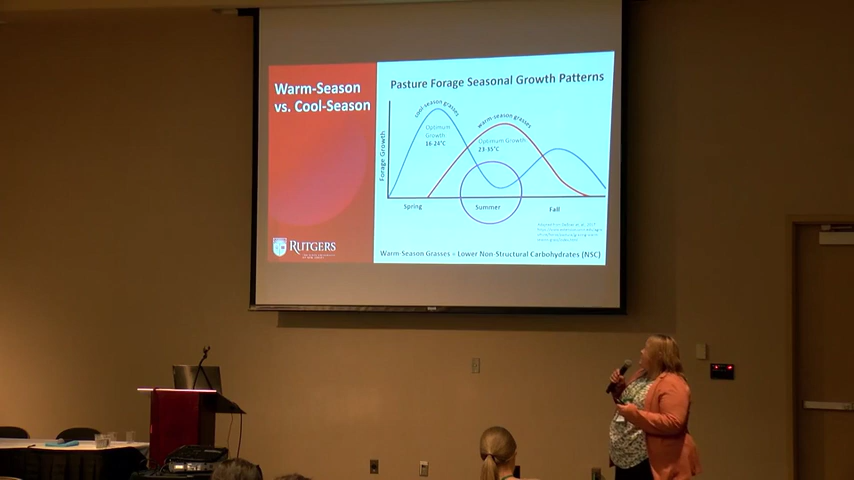 Warm-Season
vs. Cool-Season
RUTGERS
Pasture Forage Seasonal Growth Patterns
Forage Growth
cool-season grasses
Optimum
Growth
16-24°C
warm-season grasses
Optimum Growth
23-35°C
Spring
Summer
Fall
Warm-Season Grasses = Lower Non-Structural Carbohydrates (NSC)